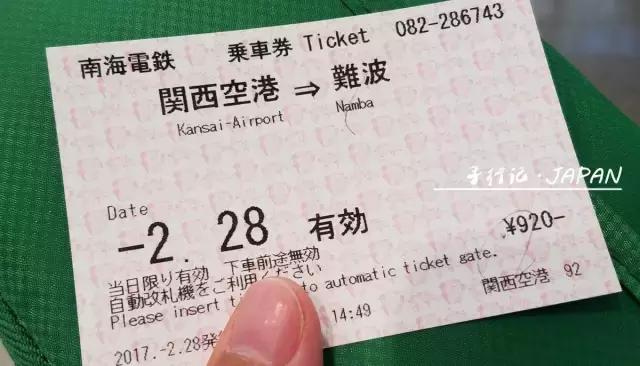 南海電鉄 乗車券 Ticket 082-286743
関西空港 ⇒ 難波
Kansai-Airport Namba
行记·JAPAN
Date
-2. 28 有効 ¥920-
当日限り有効 下車前途無効
自動改札機をご利用ください
Please insert to automatic ticket gate.
関西空港 92
2017.-2.28発 14:49